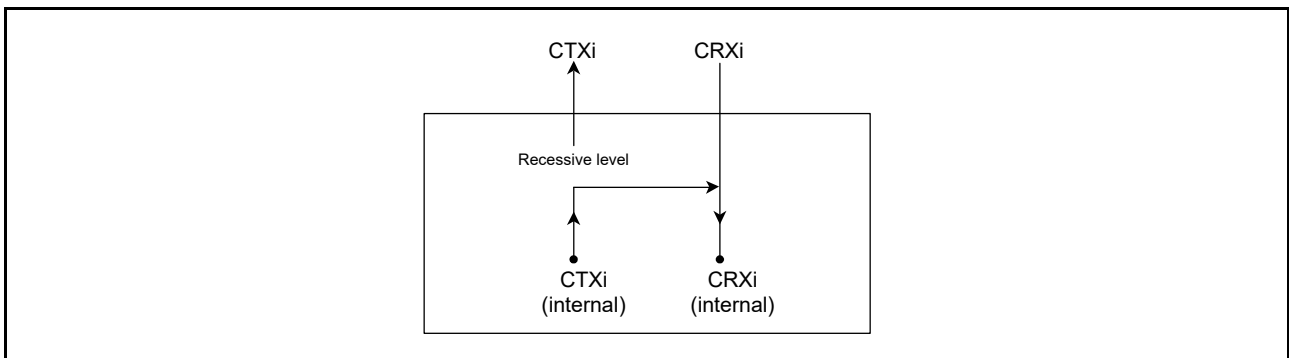 CTXi
CRXi
Recessive level
CTXi
(internal)
CRXi
(internal)